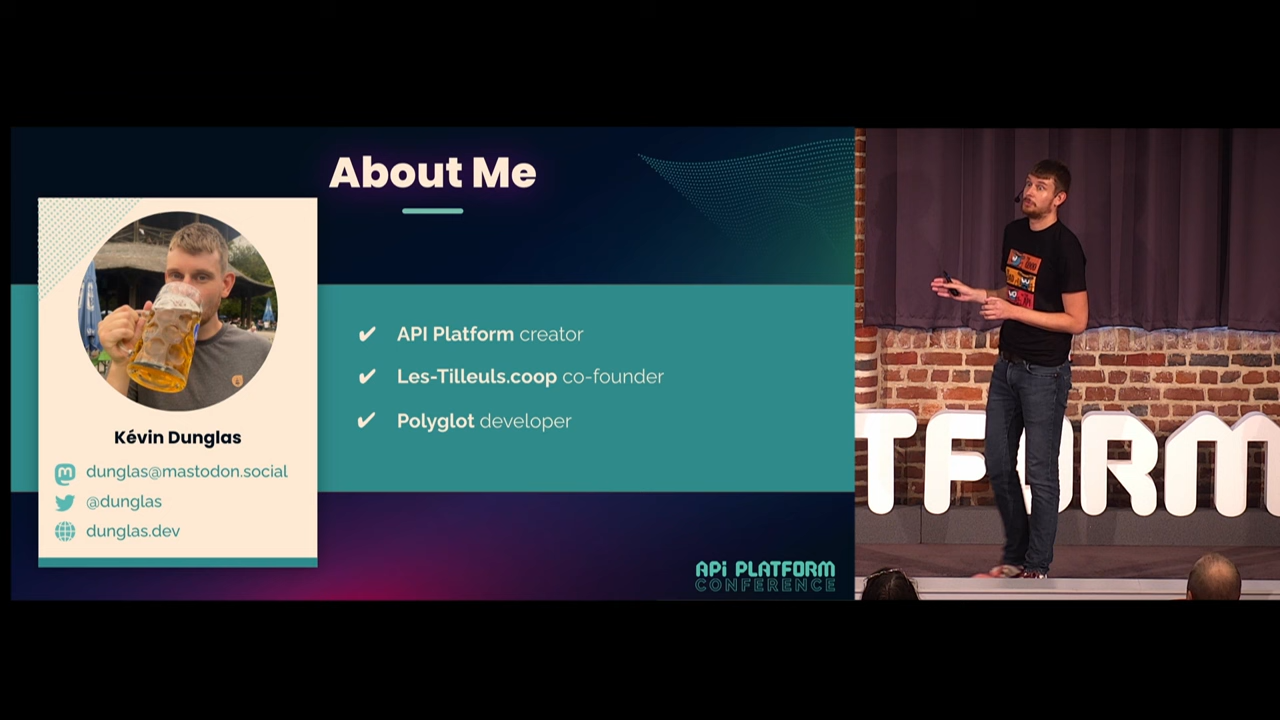 About Me
Kévin Dunglas
dunglas@mastodon.social
@dunglas
dunglas.dev
✔ API Platform creator
✔ Les-Tilleuls.coop co-founder
✔ Polyglot developer
APi PLATFORM
CONFERENCE
TFORM